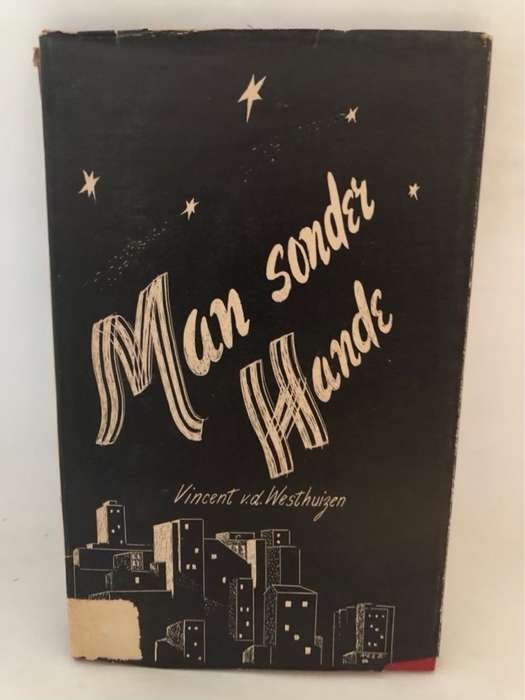 Man sonder
Hande
Vincent v.d. Westhuizen